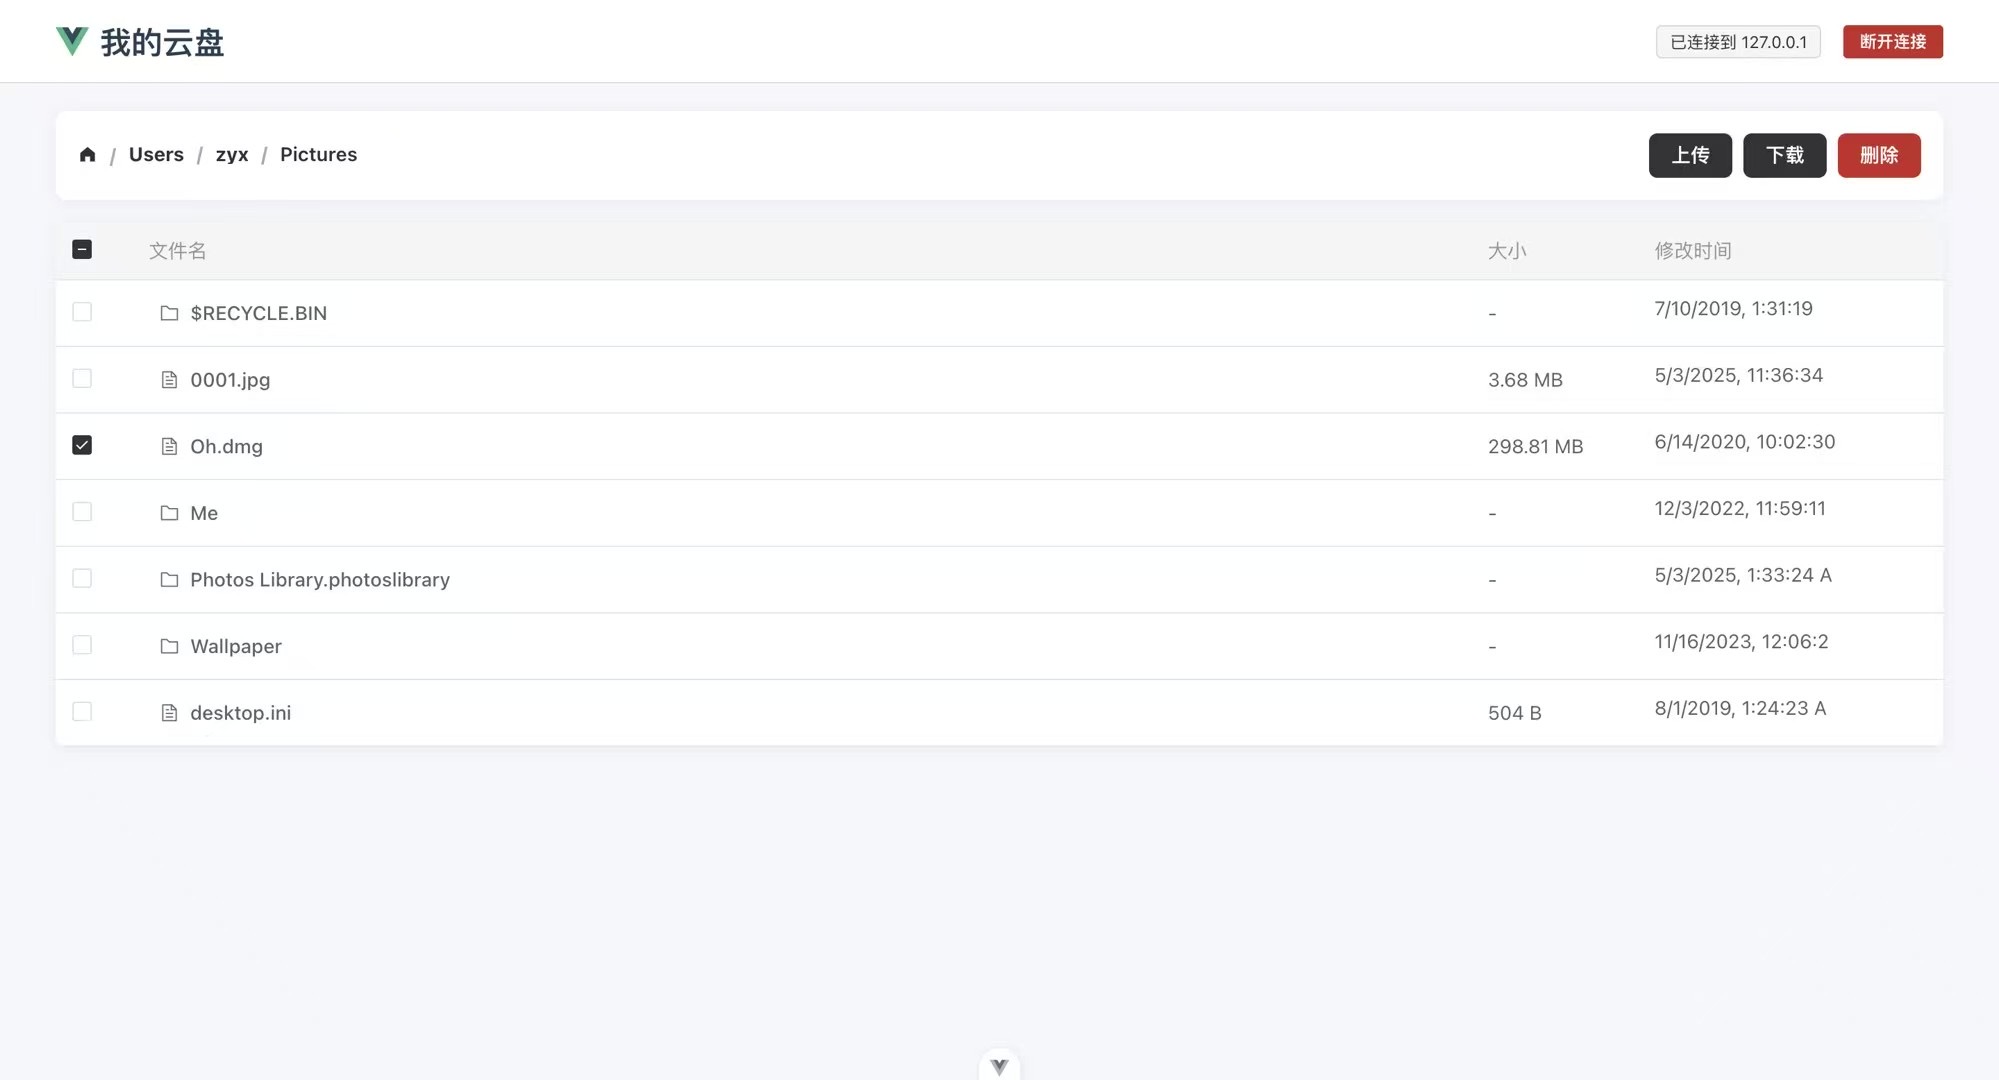 我的云盘
已连接到 127.0.0.1 断开连接
/ Users / zyx / Pictures
上传 下载 删除
文件名 大小 修改时间
$RECYCLE.BIN - 7/10/2019, 1:31:19
0001.jpg 3.68 MB 5/3/2025, 11:36:34
Oh.dmg 298.81 MB 6/14/2020, 10:02:30
Me - 12/3/2022, 11:59:11
Photos Library.photoslibrary - 5/3/2025, 1:33:24 A
Wallpaper - 11/16/2023, 12:06:2
desktop.ini 504 B 8/1/2019, 1:24:23 A